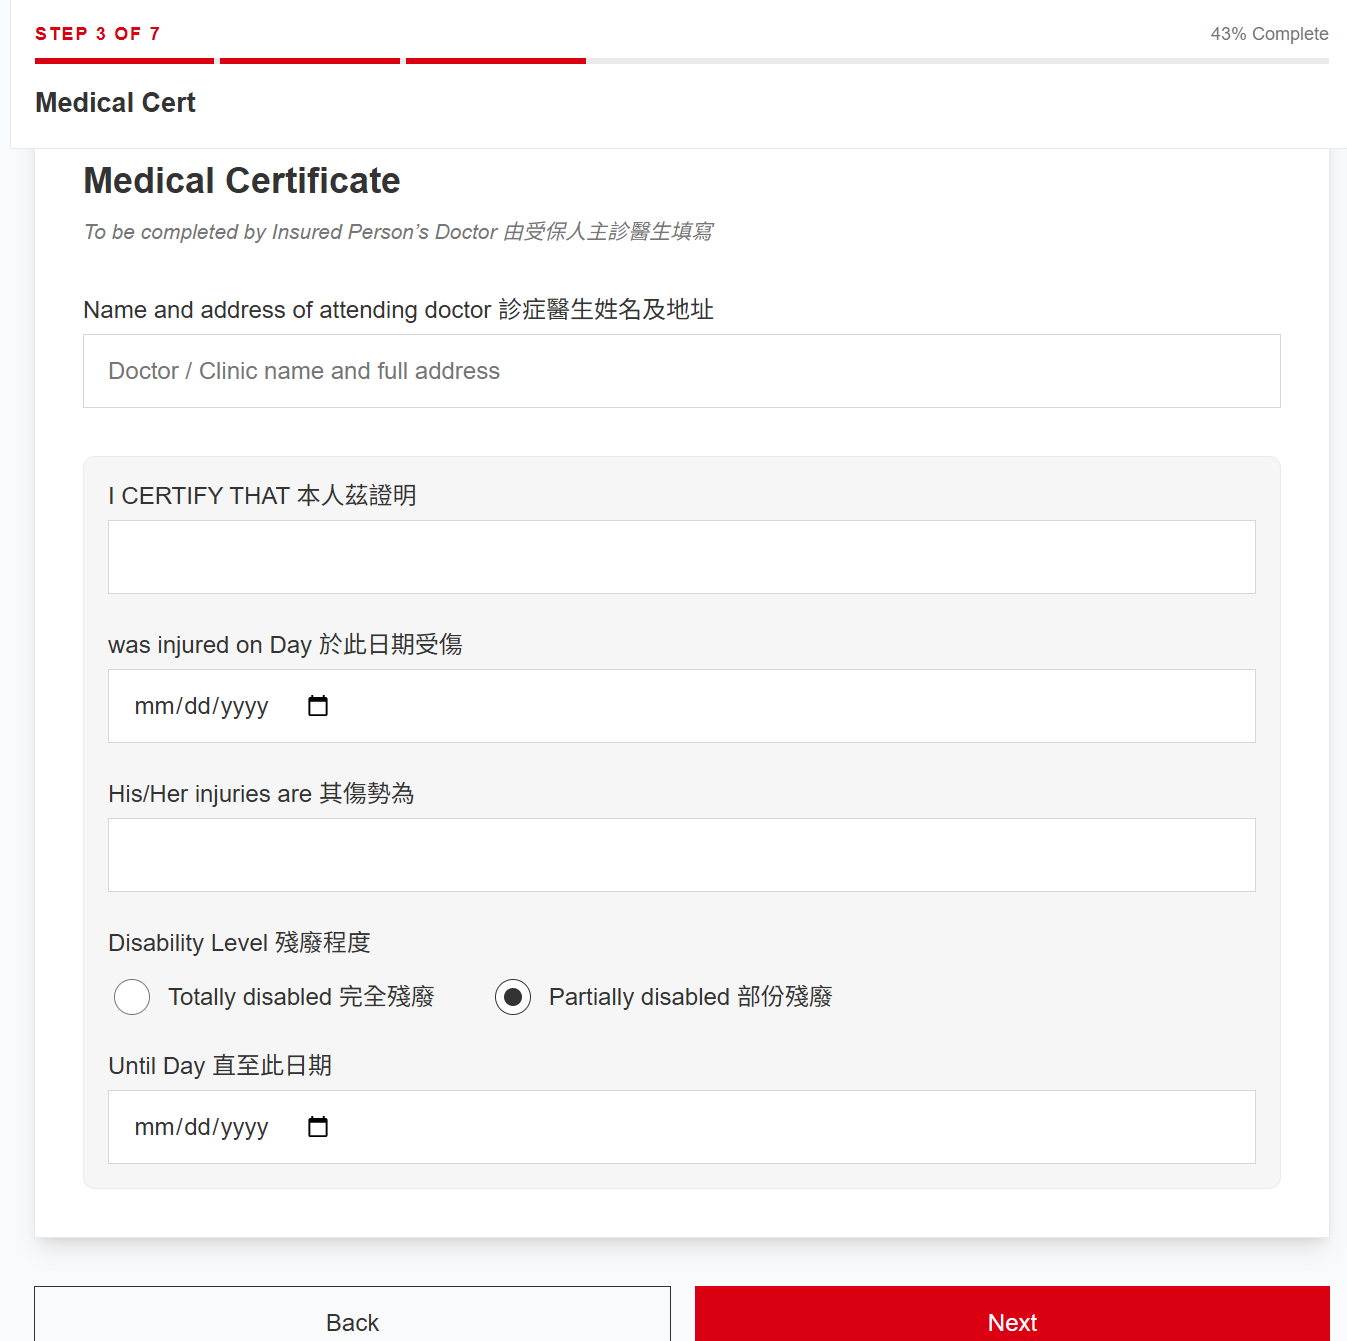 STEP 3 OF 7
43% Complete
Medical Cert
Medical Certificate
To be completed by Insured Person’s Doctor 由受保人主診醫生填寫
Name and address of attending doctor 診症醫生姓名及地址
Doctor / Clinic name and full address
I CERTIFY THAT 本人茲證明
was injured on Day 於此日期受傷
mm/dd/yyyy
His/Her injuries are 其傷勢為
Disability Level 殘廢程度
Totally disabled 完全殘廢
Partially disabled 部份殘廢
Until Day 直至此日期
mm/dd/yyyy
Back
Next